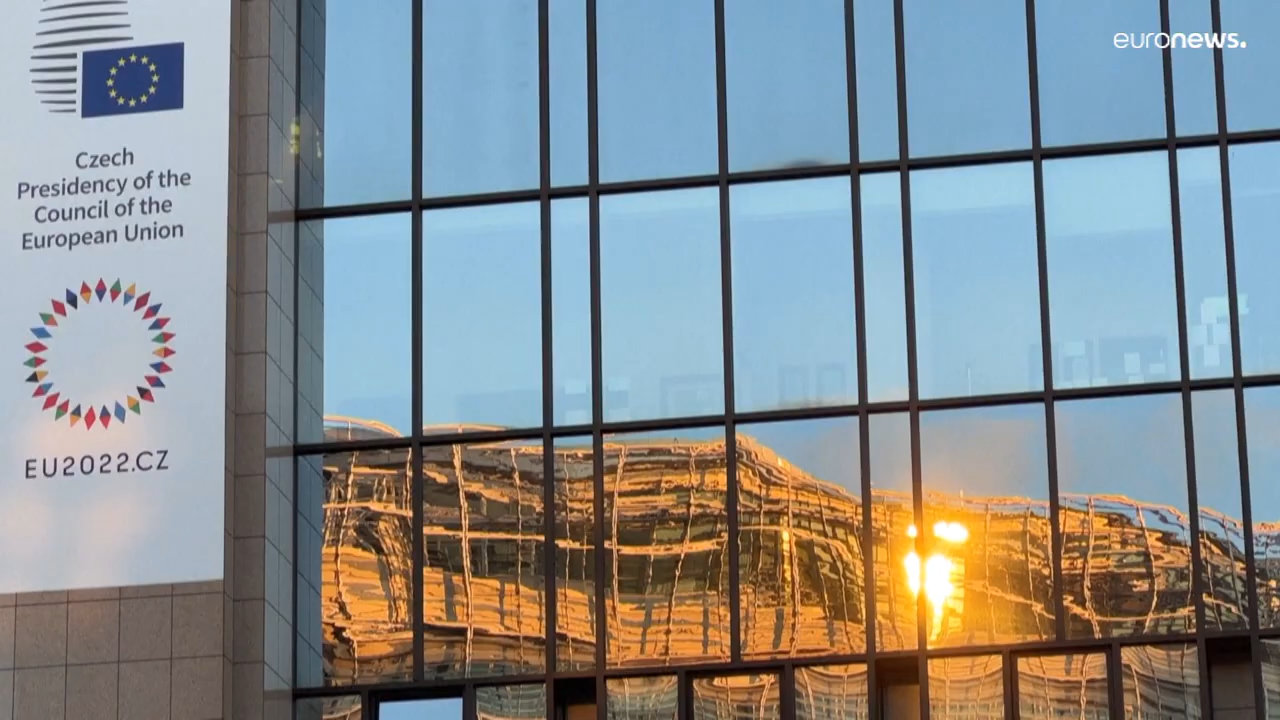 euronews.
Czech
Presidency of the
Council of the
European Union
EU2022.CZ